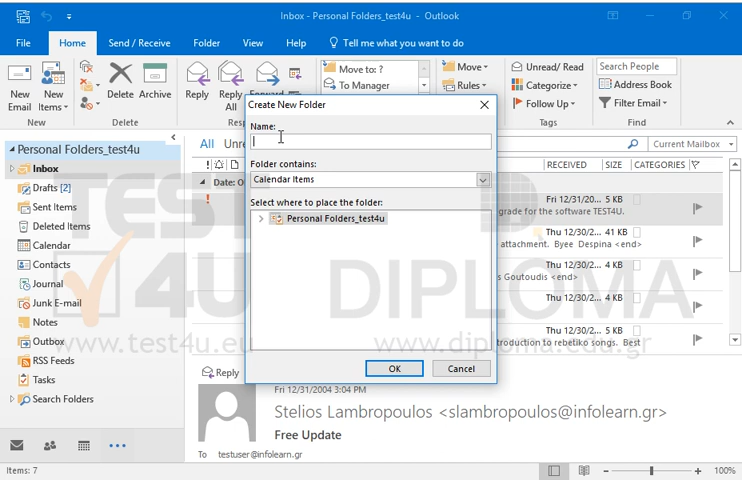 Inbox - Personal Folders_test4u - Outlook
File Home Send / Receive Folder View Help Tell me what you want to do
New Email
New Items
Delete
Archive
Reply
Reply All
Forward
Move to: ?
To Manager
Move
Rules
Unread/ Read
Categorize
Follow Up
Search People
Address Book
Filter Email
New Delete Tags
Personal Folders_test4u
Inbox
Drafts [2]
Sent Items
Deleted Items
Calendar
Contacts
Journal
Junk E-mail
Notes
Outbox
RSS Feeds
Tasks
Search Folders
All
Current Mailbox
RECEIVED SIZE CATEGORIES
Fri 12/31/20... 5 KB
grade for the software TEST4U.
Thu 12/30/2... 41 KB
attachment. Byee Despina <end>
Thu 12/30/2... 4 KB
s Goutoudis <end>
Thu 12/30/2... 4 KB
Thu 12/30/2... 5 KB
troduction to rebetiko songs. Best
Create New Folder
Name:
Folder contains:
Calendar Items
Select where to place the folder:
Personal Folders_test4u
OK Cancel
Reply
Fri 12/31/2004 3:04 PM
Stelios Lambropoulos <slambropoulos@infolearn.gr>
Free Update
To testuser@infolearn.gr
Items: 7
100%
TEST 4U
www.test4u.eu
DIPLOMA
www.diploma.edu.gr